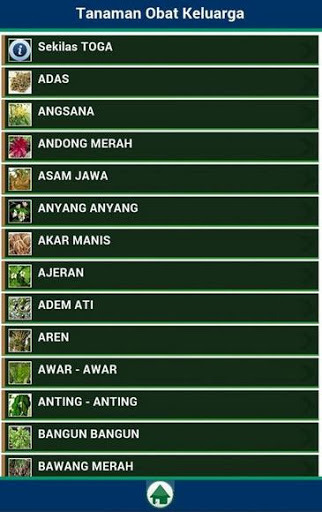 Tanaman Obat Keluarga
Sekilas TOGA
ADAS
ANGSANA
ANDONG MERAH
ASAM JAWA
ANYANG ANYANG
AKAR MANIS
AJERAN
ADEM ATI
AREN
AWAR - AWAR
ANTING - ANTING
BANGUN BANGUN
BAWANG MERAH